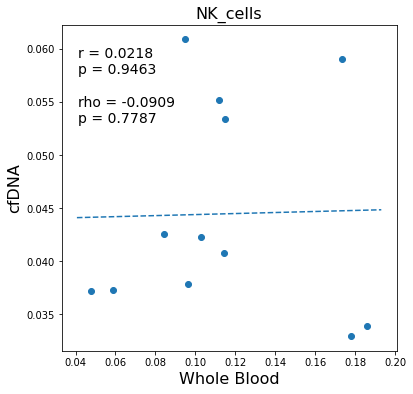 NK_cells
r = 0.0218
p = 0.9463
rho = -0.0909
p = 0.7787
cfDNA
0.060
0.055
0.050
0.045
0.040
0.035
0.04 0.06 0.08 0.10 0.12 0.14 0.16 0.18 0.20
Whole Blood